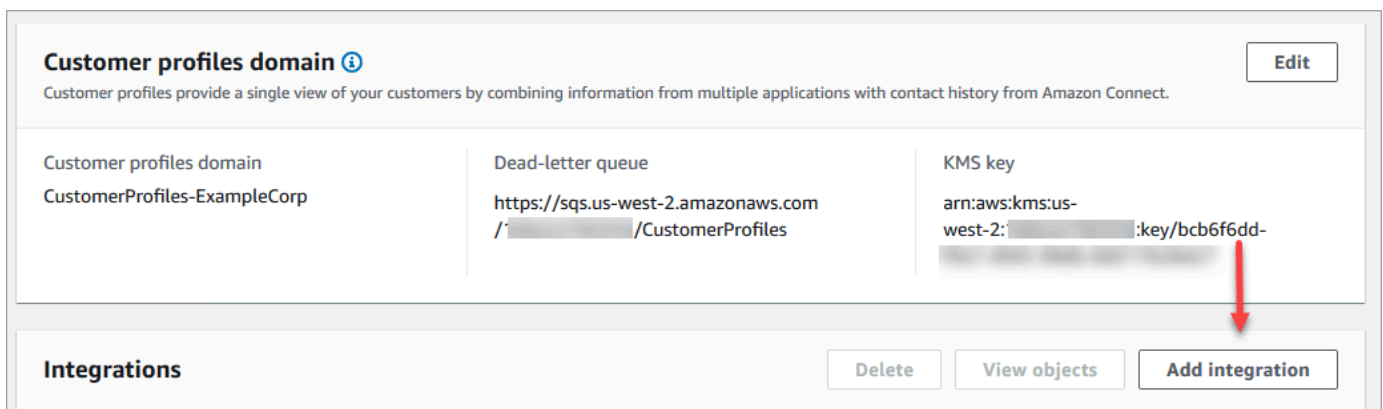 Customer profiles domain
Edit
Customer profiles provide a single view of your customers by combining information from multiple applications with contact history from Amazon Connect.
Customer profiles domain
CustomerProfiles-ExampleCorp
Dead-letter queue
https://sqs.us-west-2.amazonaws.com
/ /CustomerProfiles
KMS key
arn:aws:kms:us-
west-2: :key/bcb6f6dd-
Integrations
Delete
View objects
Add integration